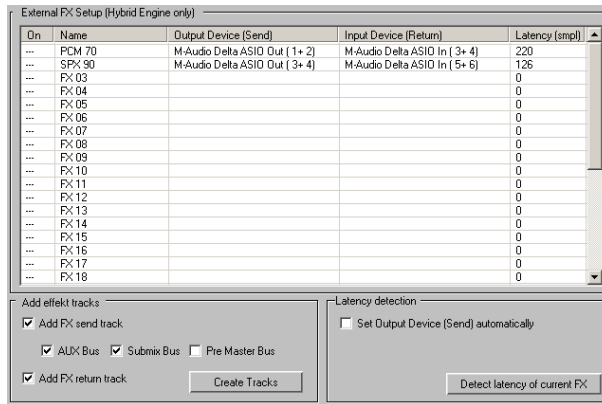 External FX Setup (Hybrid Engine only)
On Name Output Device (Send) Input Device (Return) Latency (smpl)
--- PCM 70 M-Audio Delta ASIO Out ( 1+ 2) M-Audio Delta ASIO In ( 3+ 4) 220
--- SPX 90 M-Audio Delta ASIO Out ( 3+ 4) M-Audio Delta ASIO In ( 5+ 6) 126
--- FX 03 0
--- FX 04 0
--- FX 05 0
--- FX 06 0
--- FX 07 0
--- FX 08 0
--- FX 09 0
--- FX 10 0
--- FX 11 0
--- FX 12 0
--- FX 13 0
--- FX 14 0
--- FX 15 0
--- FX 16 0
--- FX 17 0
--- FX 18 0
Add effekt tracks
Add FX send track
AUX Bus Submix Bus Pre Master Bus
Add FX return track Create Tracks
Latency detection
Set Output Device (Send) automatically
Detect latency of current FX